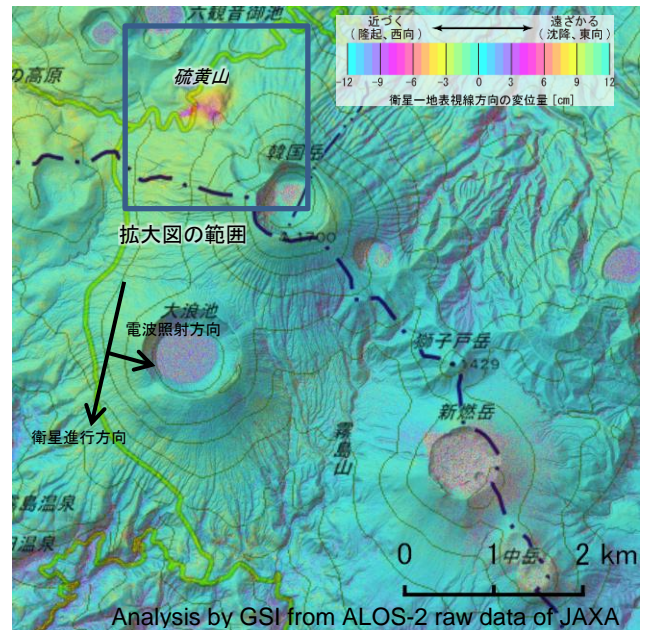 六観音御池
近づく
(隆起、西向)
遠ざかる
(沈降、東向)
-12 -9 -6 -3 0 3 6 9 12
衛星－地表視線方向の変位量 [cm]
硫黄山
の高原
韓国岳
1700
拡大図の範囲
大浪池
電波照射方向
獅子戸岳
1429
新燃岳
衛星進行方向
霧島山
温泉
温泉
0 1 2 km
中岳
Analysis by GSI from ALOS-2 raw data of JAXA